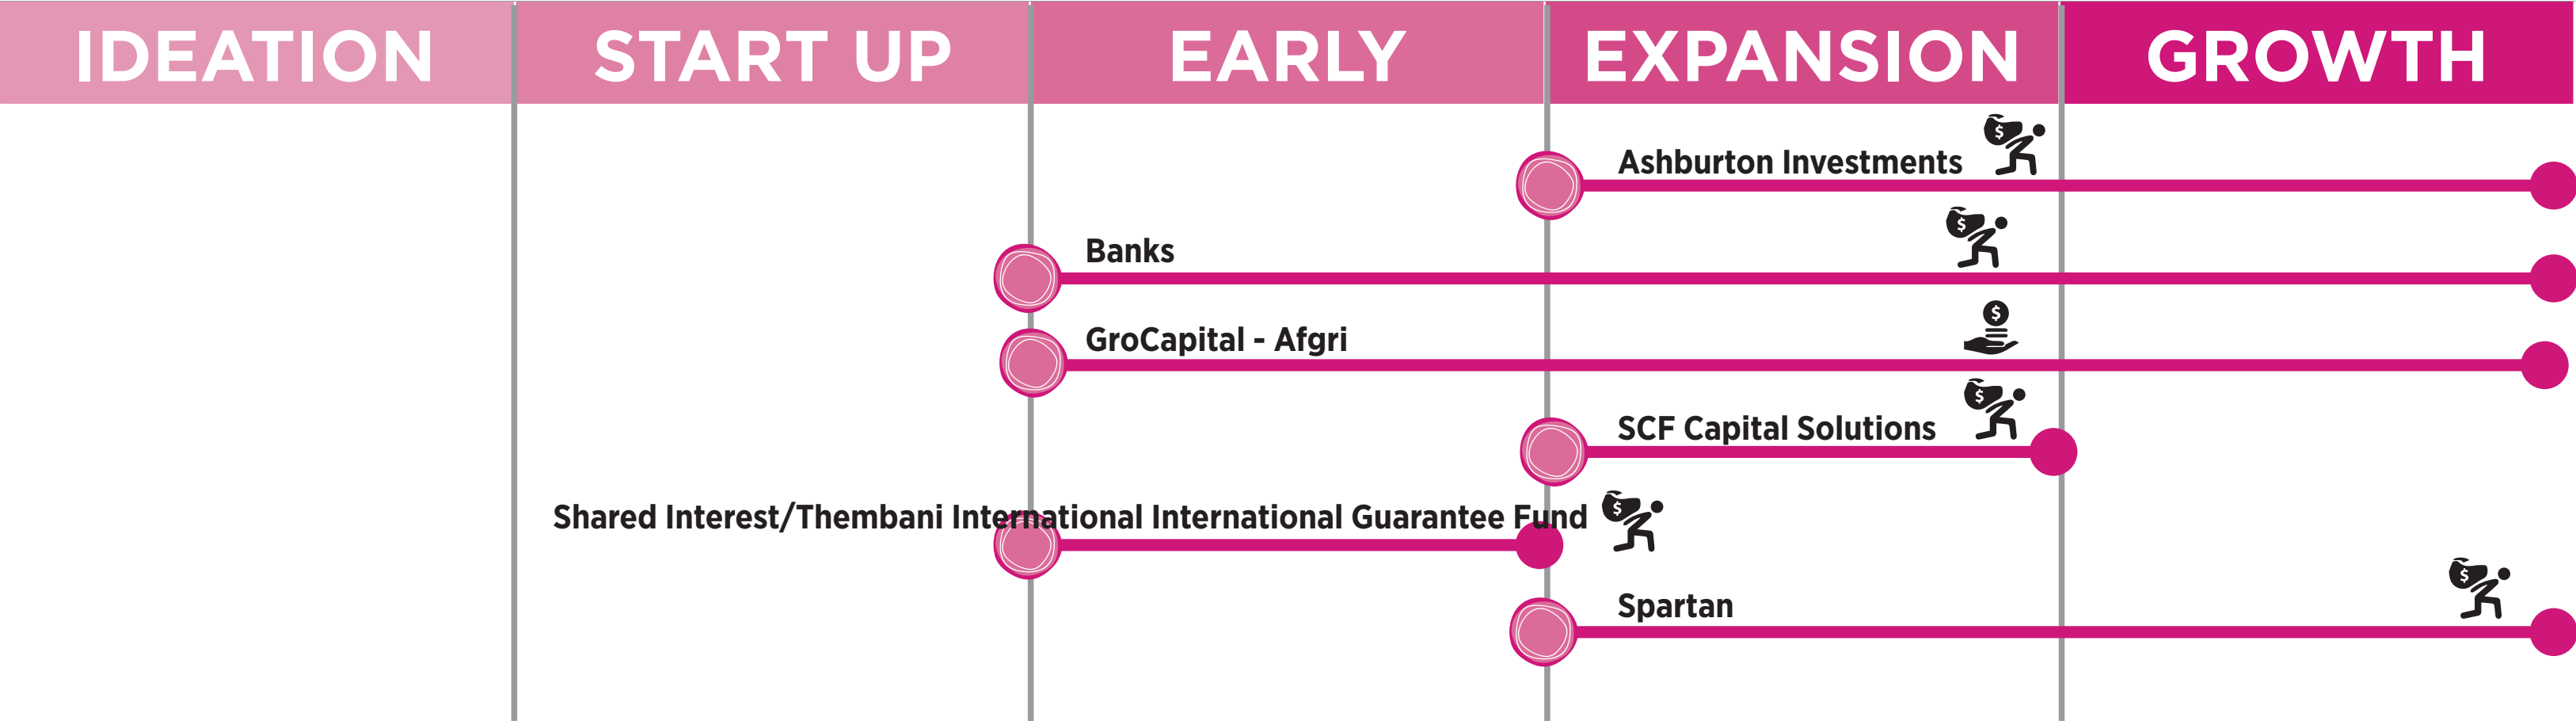 IDEATION START UP EARLY EXPANSION GROWTH
Ashburton Investments
Banks
GroCapital - Afgri
SCF Capital Solutions
Shared Interest/Thembani International International Guarantee Fund
Spartan